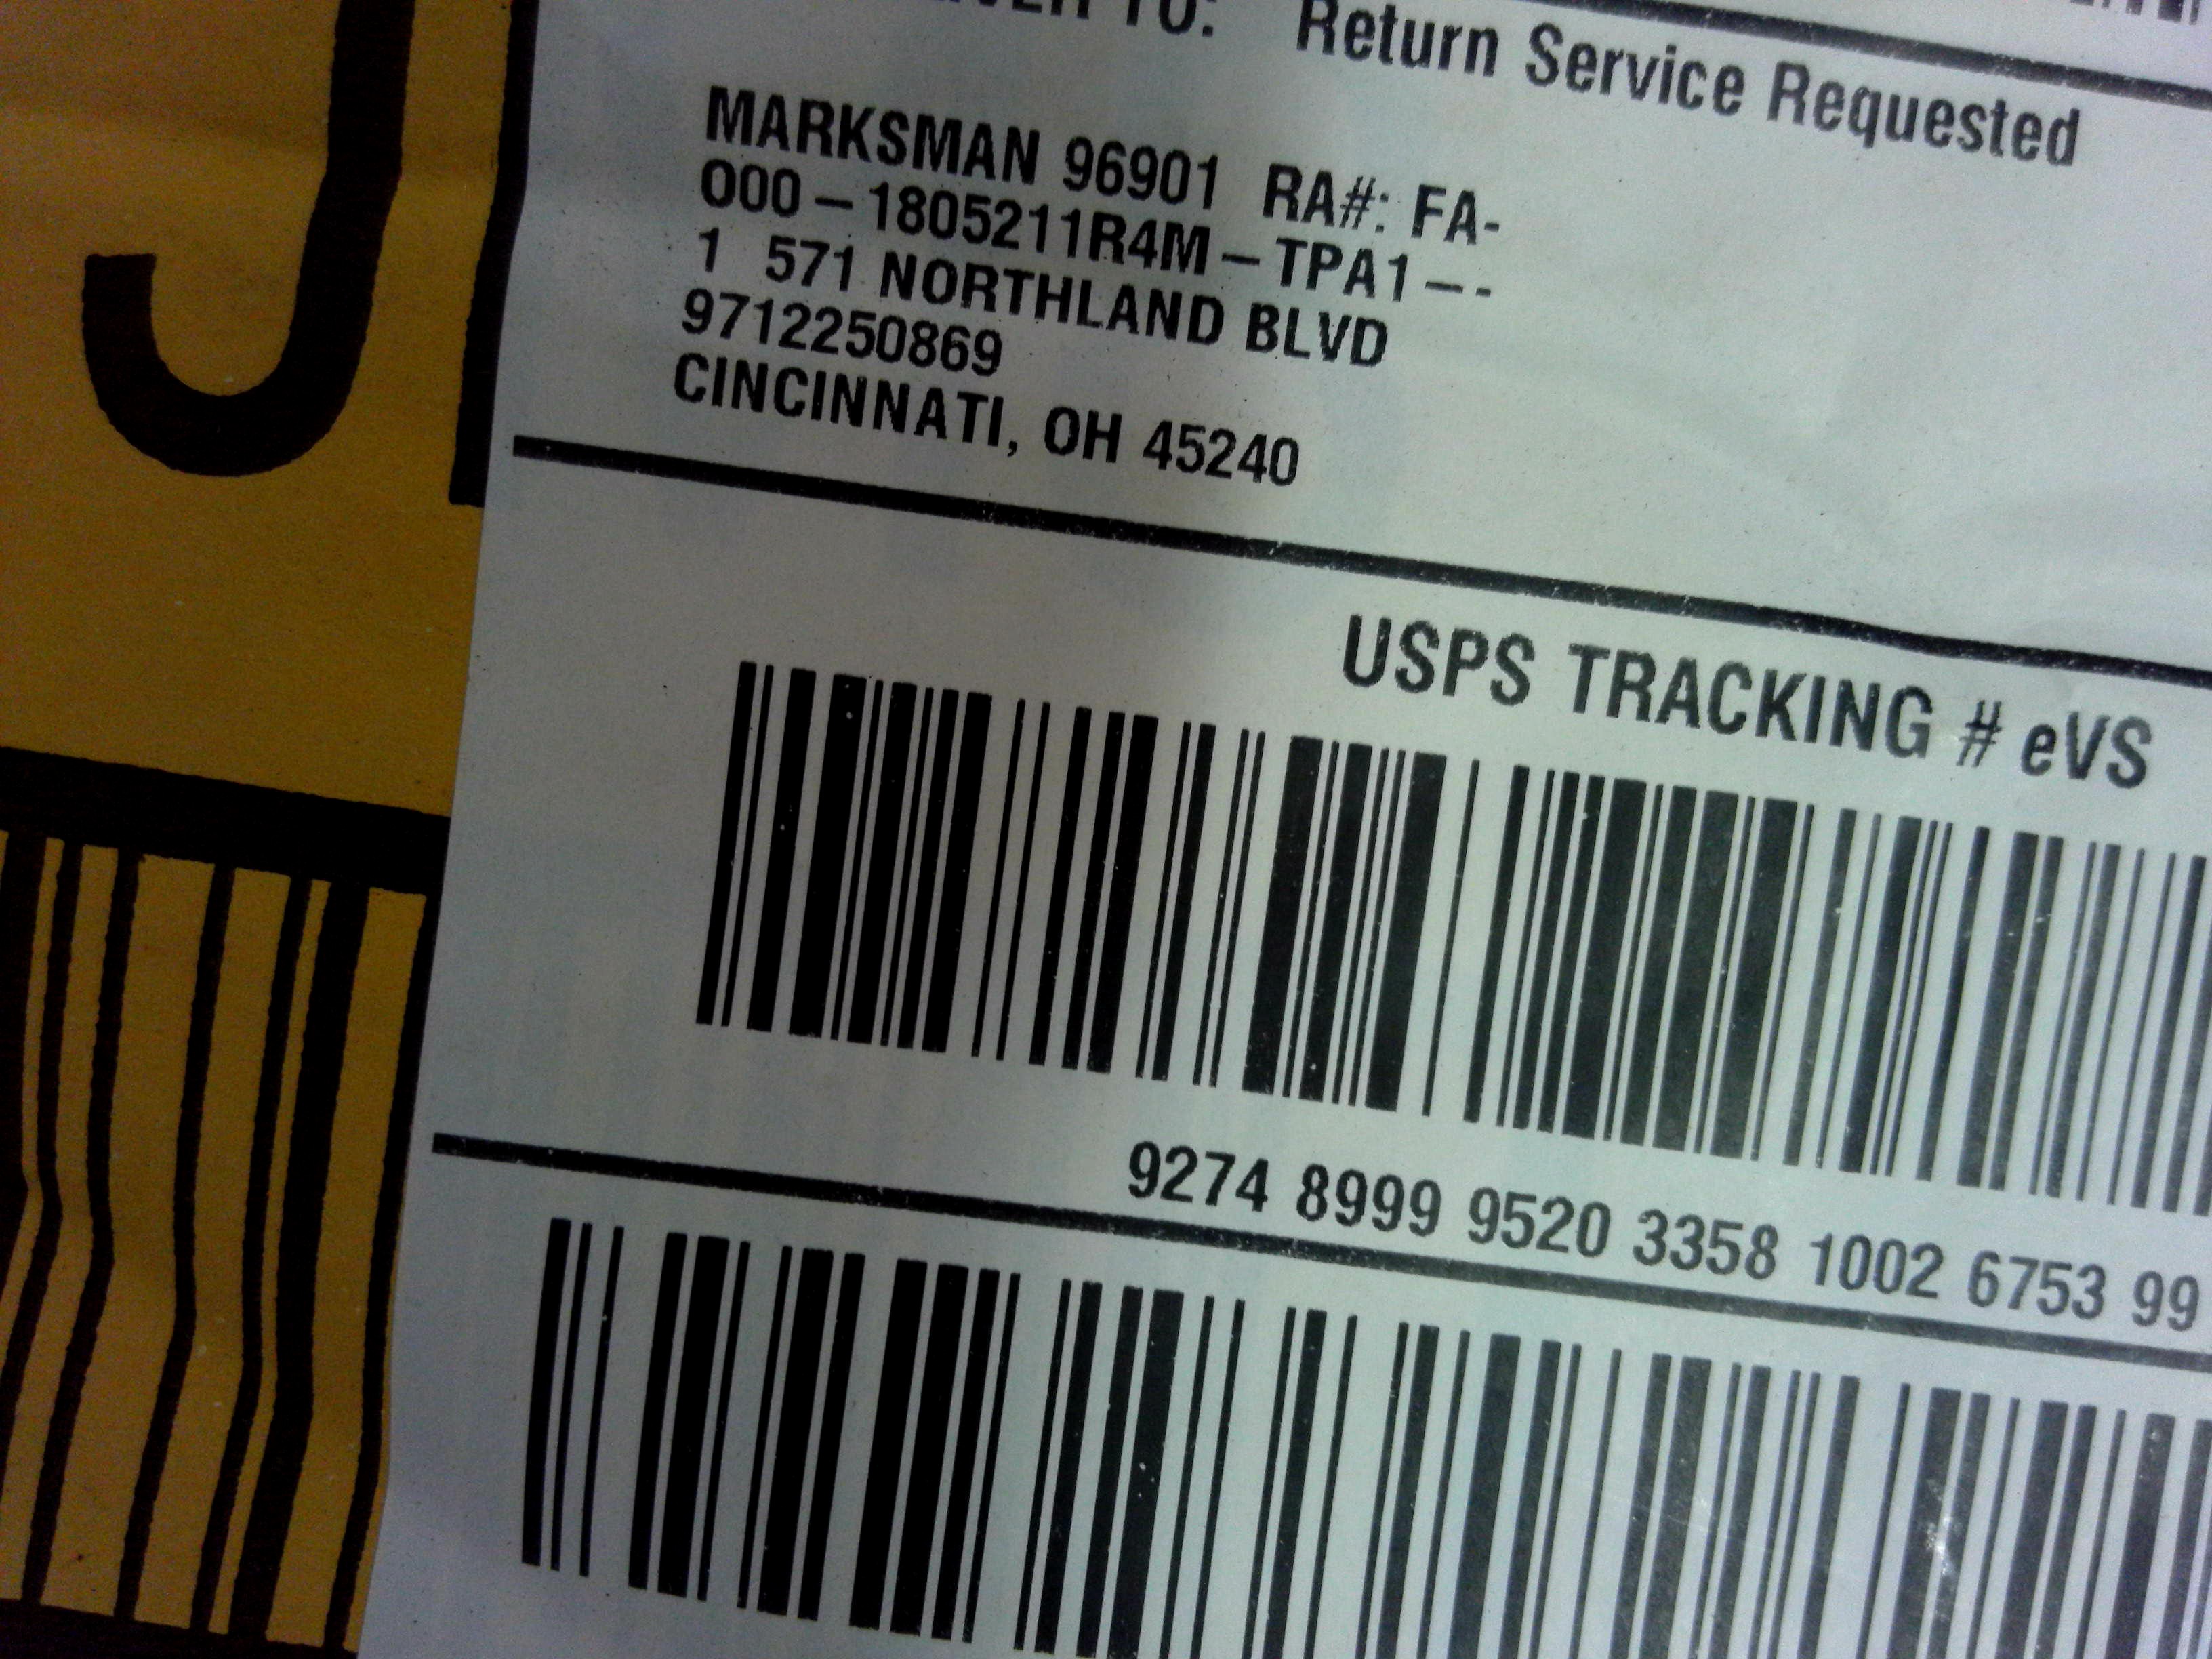 TO: Return Service Requested
MARKSMAN 96901 RA#: FA-
000-1805211R4M-TPA1--
1 571 NORTHLAND BLVD
9712250869
CINCINNATI, OH 45240
USPS TRACKING # eVS
9274 8999 9520 3358 1002 6753 99